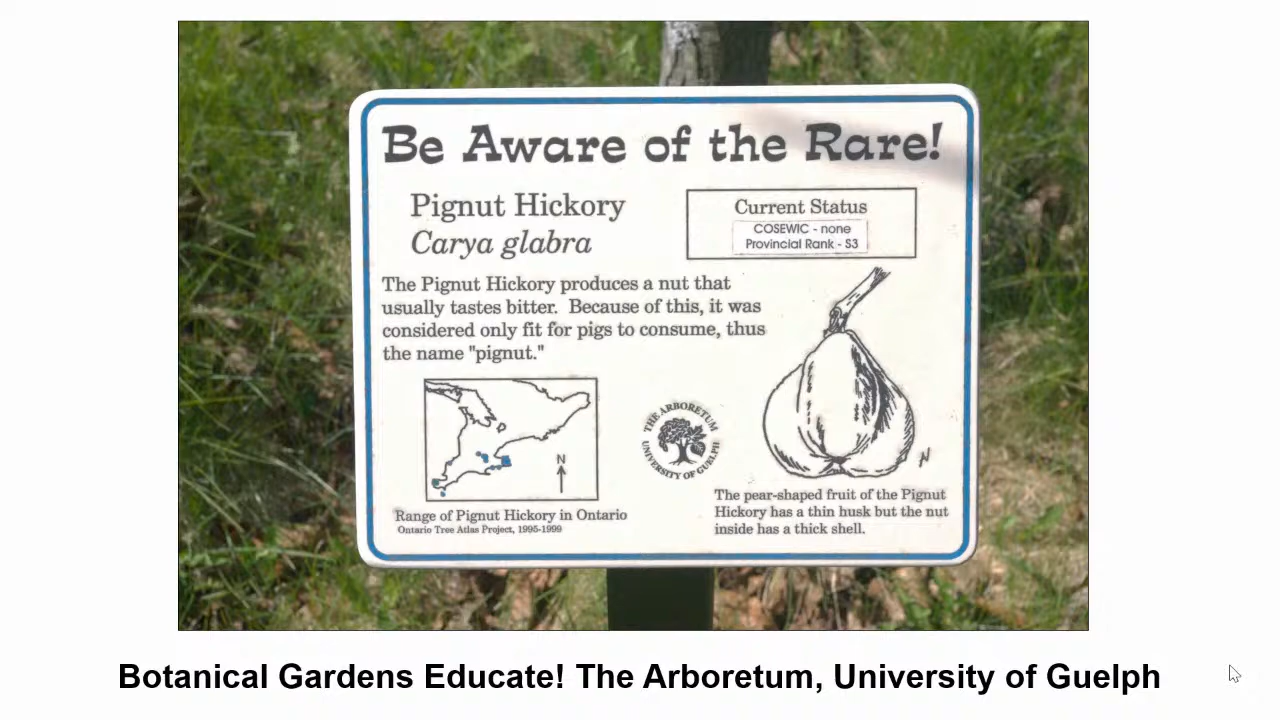 Be Aware of the Rare!
Pignut Hickory
Carya glabra
Current Status
COSEWIC - none
Provincial Rank - S3
The Pignut Hickory produces a nut that
usually tastes bitter. Because of this, it was
considered only fit for pigs to consume, thus
the name "pignut."
N
Range of Pignut Hickory in Ontario
Ontario Tree Atlas Project, 1995-1999
THE ARBORETUM
UNIVERSITY OF GUELPH
The pear-shaped fruit of the Pignut
Hickory has a thin husk but the nut
inside has a thick shell.
Botanical Gardens Educate! The Arboretum, University of Guelph